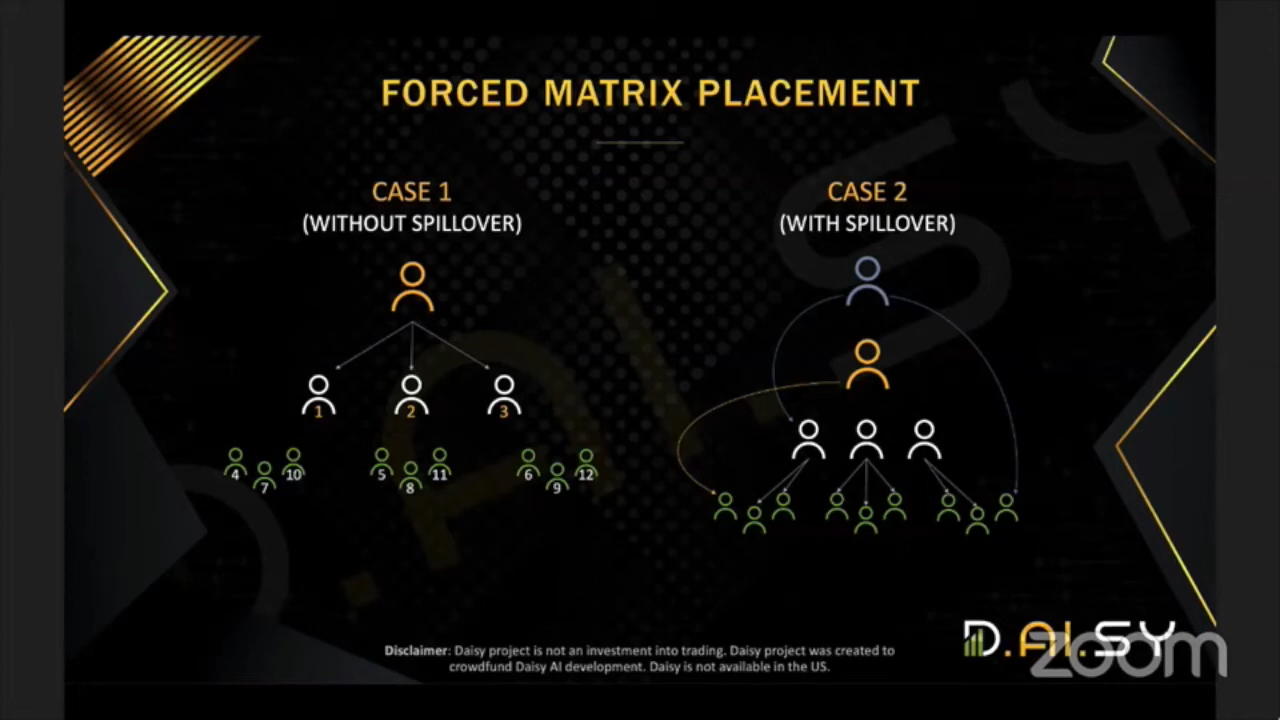 FORCED MATRIX PLACEMENT
CASE 1
(WITHOUT SPILLOVER)
1
2
3
4
7
10
5
8
11
6
9
12
CASE 2
(WITH SPILLOVER)
Disclaimer: Daisy project is not an investment into trading. Daisy project was created to
crowdfund Daisy AI development. Daisy is not available in the US.
D.AI.SY
zoom
D.AI.SY